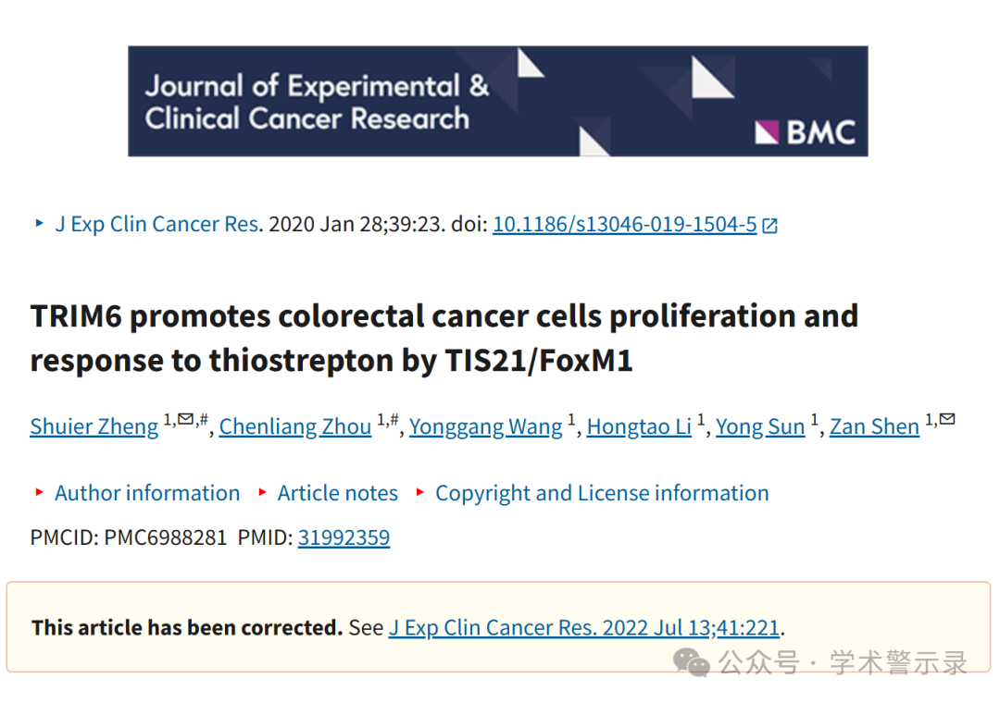 Journal of Experimental &
Clinical Cancer Research
BMC
J Exp Clin Cancer Res. 2020 Jan 28;39:23. doi: 10.1186/s13046-019-1504-5
TRIM6 promotes colorectal cancer cells proliferation and
response to thiostrepton by TIS21/FoxM1
Shuier Zheng 1,✉,#, Chenliang Zhou 1,#, Yonggang Wang 1, Hongtao Li 1, Yong Sun 1, Zan Shen 1,✉
Author information Article notes Copyright and License information
PMCID: PMC6988281 PMID: 31992359
This article has been corrected. See J Exp Clin Cancer Res. 2022 Jul 13;41:221.
公众号 · 学术警示录